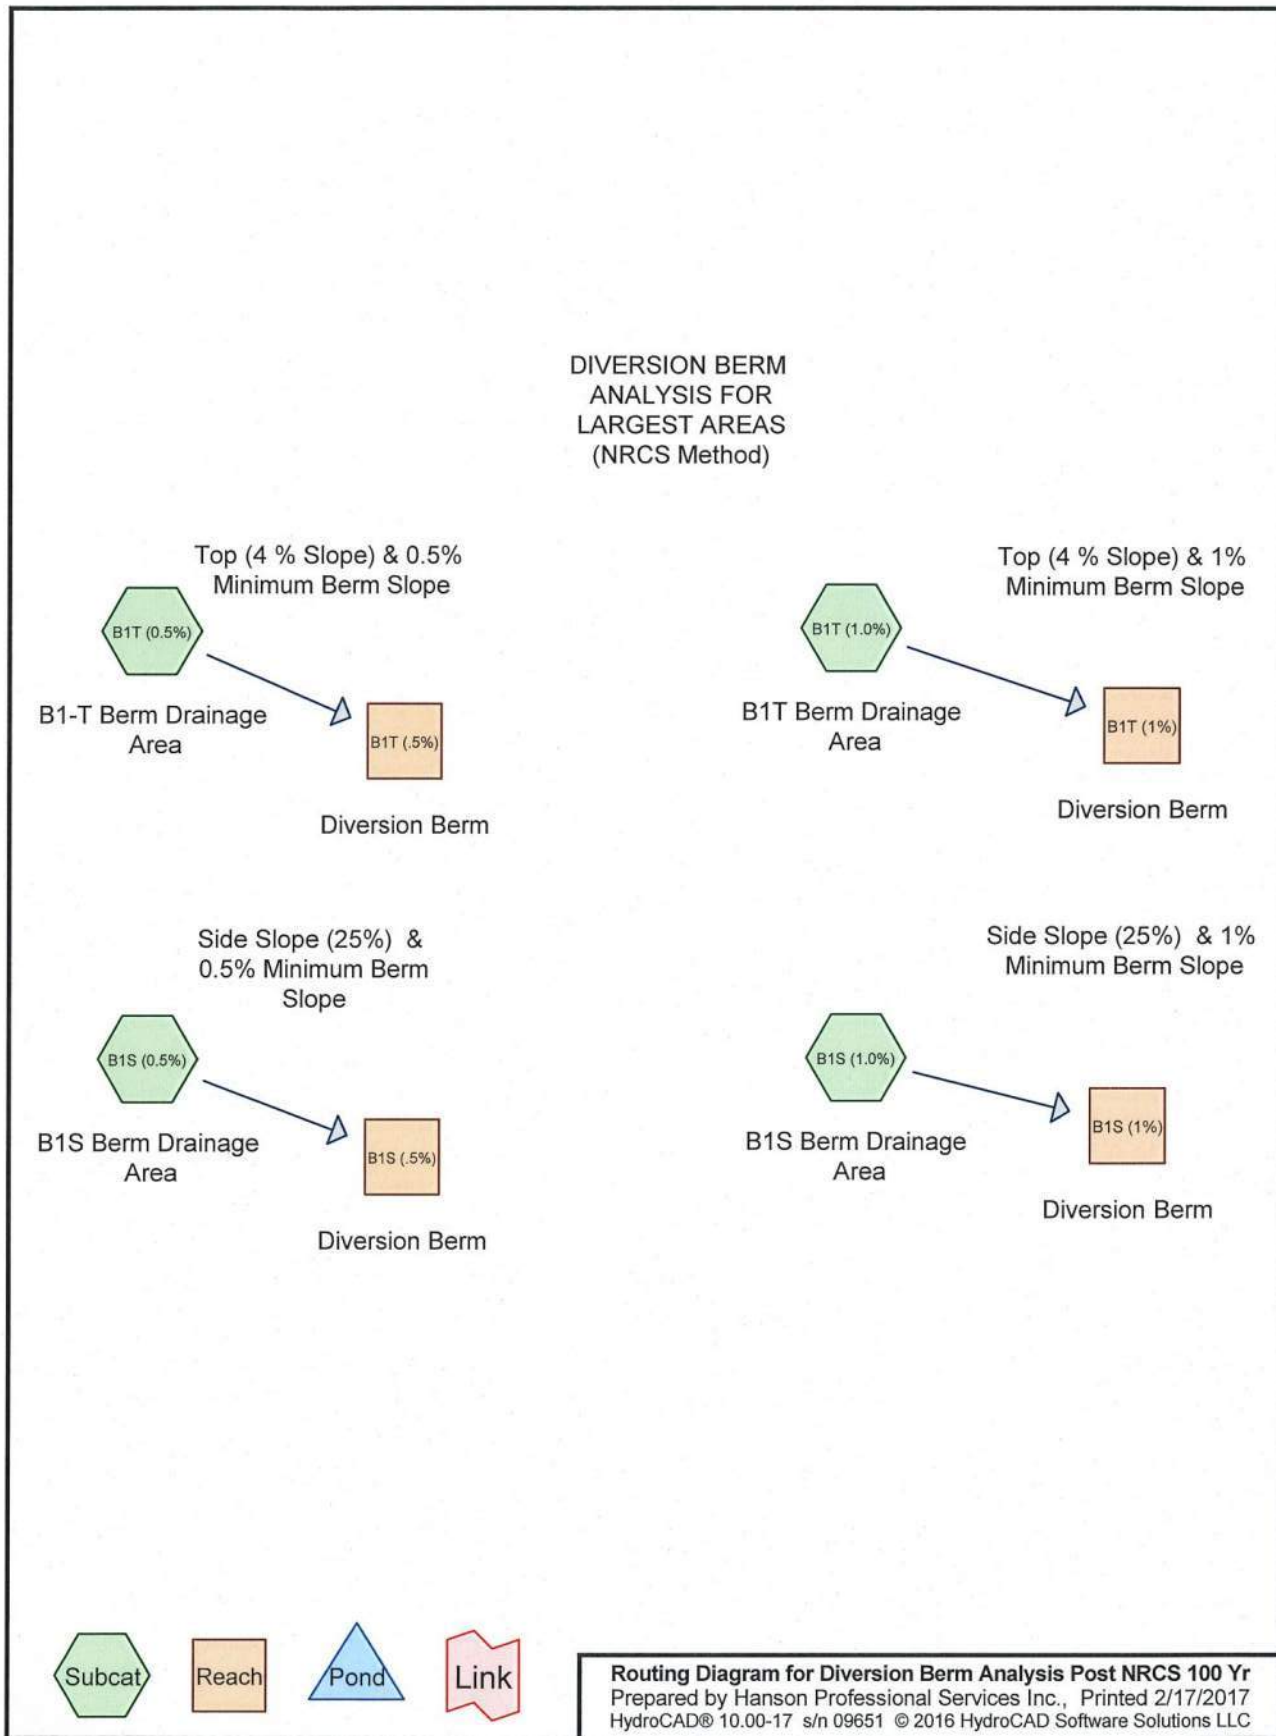 DIVERSION BERM
ANALYSIS FOR
LARGEST AREAS
(NRCS Method)
Top (4 % Slope) & 0.5%
Minimum Berm Slope
B1T (0.5%)
B1-T Berm Drainage
Area
B1T (.5%)
Diversion Berm
Top (4 % Slope) & 1%
Minimum Berm Slope
B1T (1.0%)
B1T Berm Drainage
Area
B1T (1%)
Diversion Berm
Side Slope (25%) &
0.5% Minimum Berm
Slope
B1S (0.5%)
B1S Berm Drainage
Area
B1S (.5%)
Diversion Berm
Side Slope (25%) & 1%
Minimum Berm Slope
B1S (1.0%)
B1S Berm Drainage
Area
B1S (1%)
Diversion Berm
Subcat
Reach
Pond
Link
Routing Diagram for Diversion Berm Analysis Post NRCS 100 Yr
Prepared by Hanson Professional Services Inc., Printed 2/17/2017
HydroCAD® 10.00-17 s/n 09651 © 2016 HydroCAD Software Solutions LLC